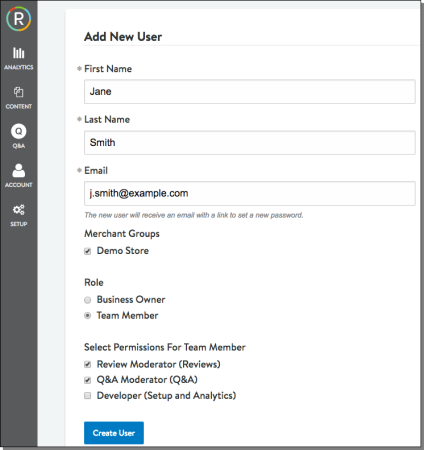 R
ANALYTICS
CONTENT
Q
Q&A
ACCOUNT
SETUP
Add New User
* First Name
Jane
* Last Name
Smith
* Email
j.smith@example.com
The new user will receive an email with a link to set a new password.
Merchant Groups
Demo Store
Role
Business Owner
Team Member
Select Permissions For Team Member
Review Moderator (Reviews)
Q&A Moderator (Q&A)
Developer (Setup and Analytics)
Create User